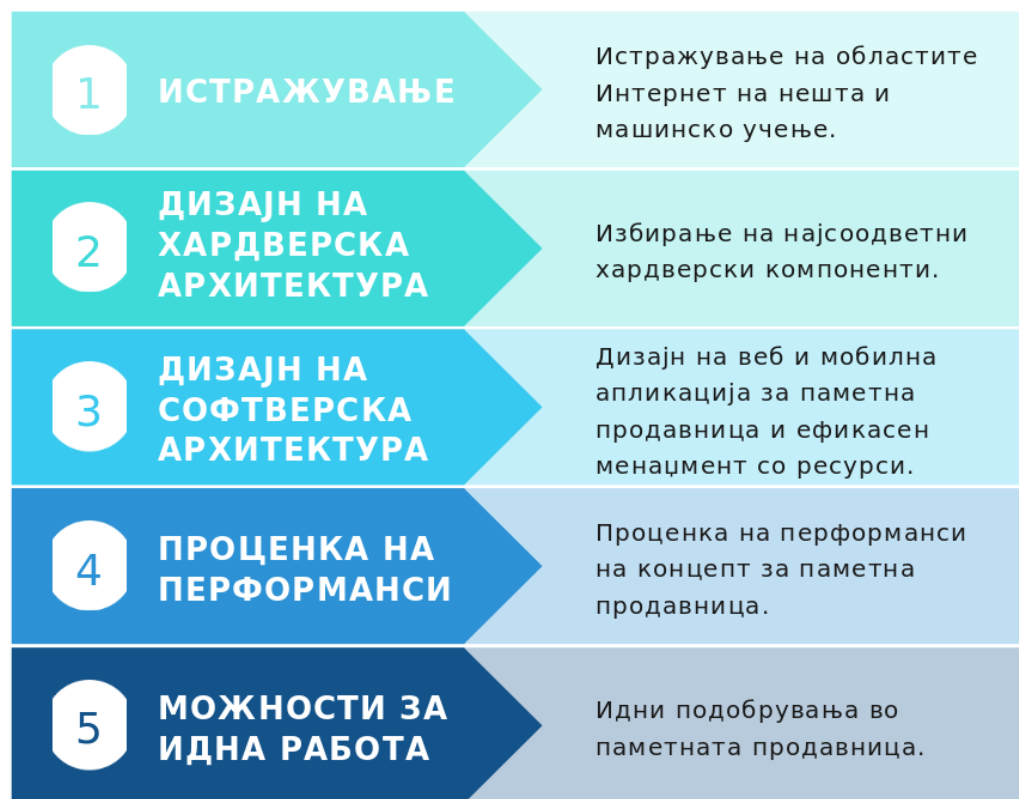 1
ИСТРАЖУВАЊЕ
Истражување на областите
Интернет на нешта и
машинско учење.
2
ДИЗАЈН НА
ХАРДВЕРСКА
АРХИТЕКТУРА
Избирање на најсоодветни
хардверски компоненти.
3
ДИЗАЈН НА
СОФТВЕРСКА
АРХИТЕКТУРА
Дизајн на веб и мобилна
апликација за паметна
продавница и ефикасен
менаџмент со ресурси.
4
ПРОЦЕНКА НА
ПЕРФОРМАНСИ
Проценка на перформанси
на концепт за паметна
продавница.
5
МОЖНОСТИ ЗА
ИДНА РАБОТА
Идни подобрувања во
паметната продавница.